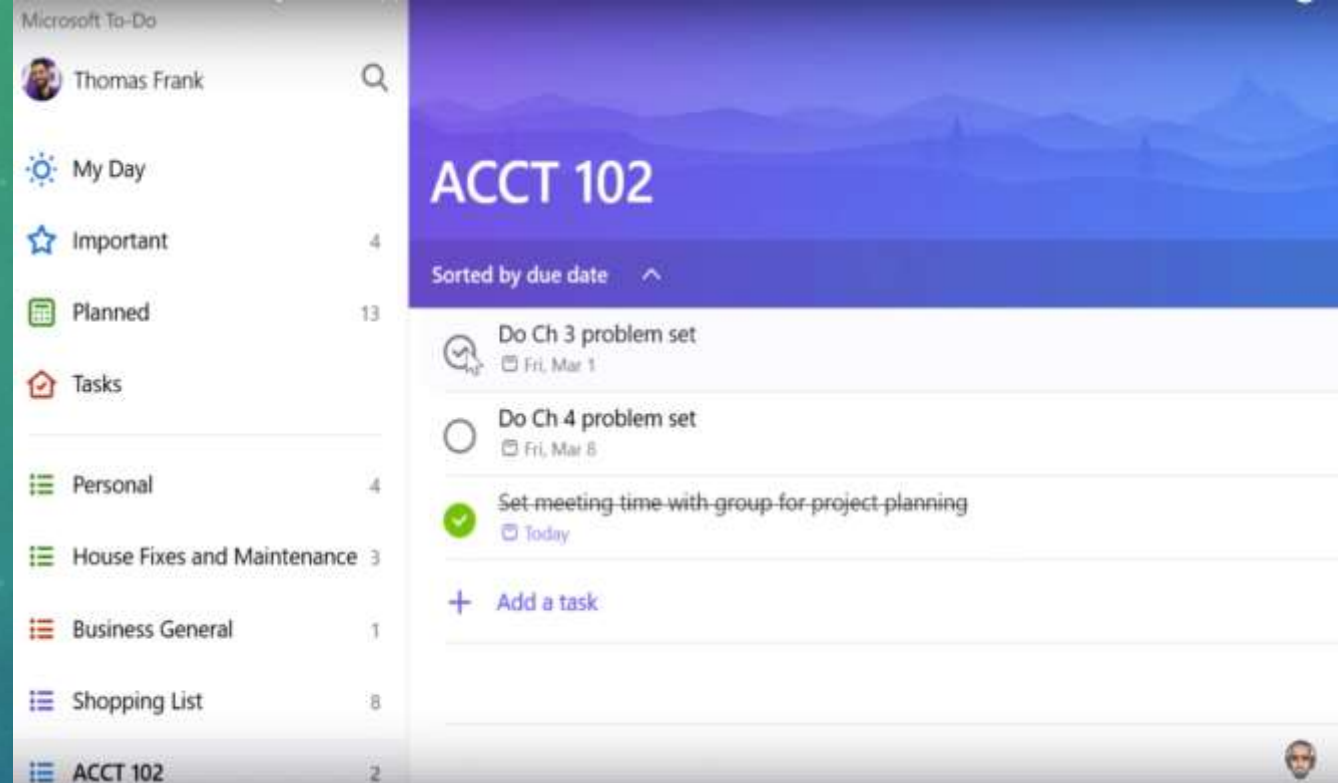 Microsoft To-Do
Thomas Frank
My Day
Important 4
Planned 13
Tasks
Personal 4
House Fixes and Maintenance 3
Business General 1
Shopping List 8
ACCT 102 2
ACCT 102
Sorted by due date
Do Ch 3 problem set
Fri, Mar 1
Do Ch 4 problem set
Fri, Mar 8
Set meeting time with group for project planning
Today
Add a task